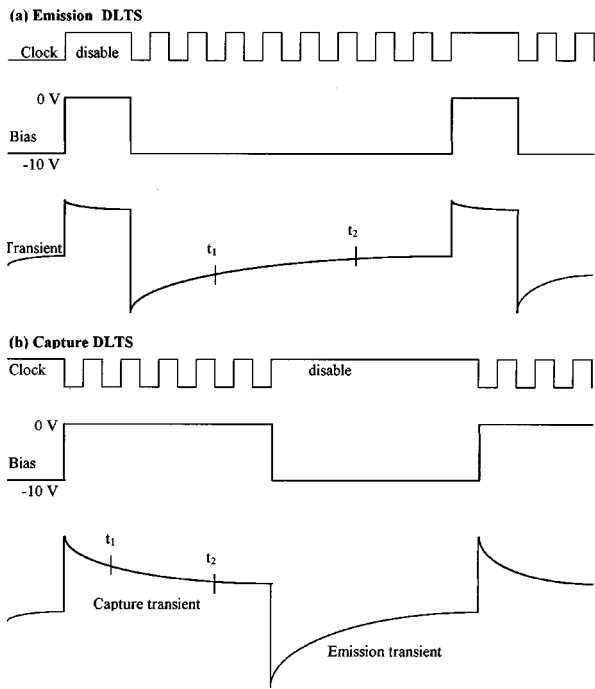 (a) Emission DLTS
Clock disable
0 V
Bias
-10 V
Transient
t1
t2
(b) Capture DLTS
Clock
disable
0 V
Bias
-10 V
t1
t2
Capture transient
Emission transient